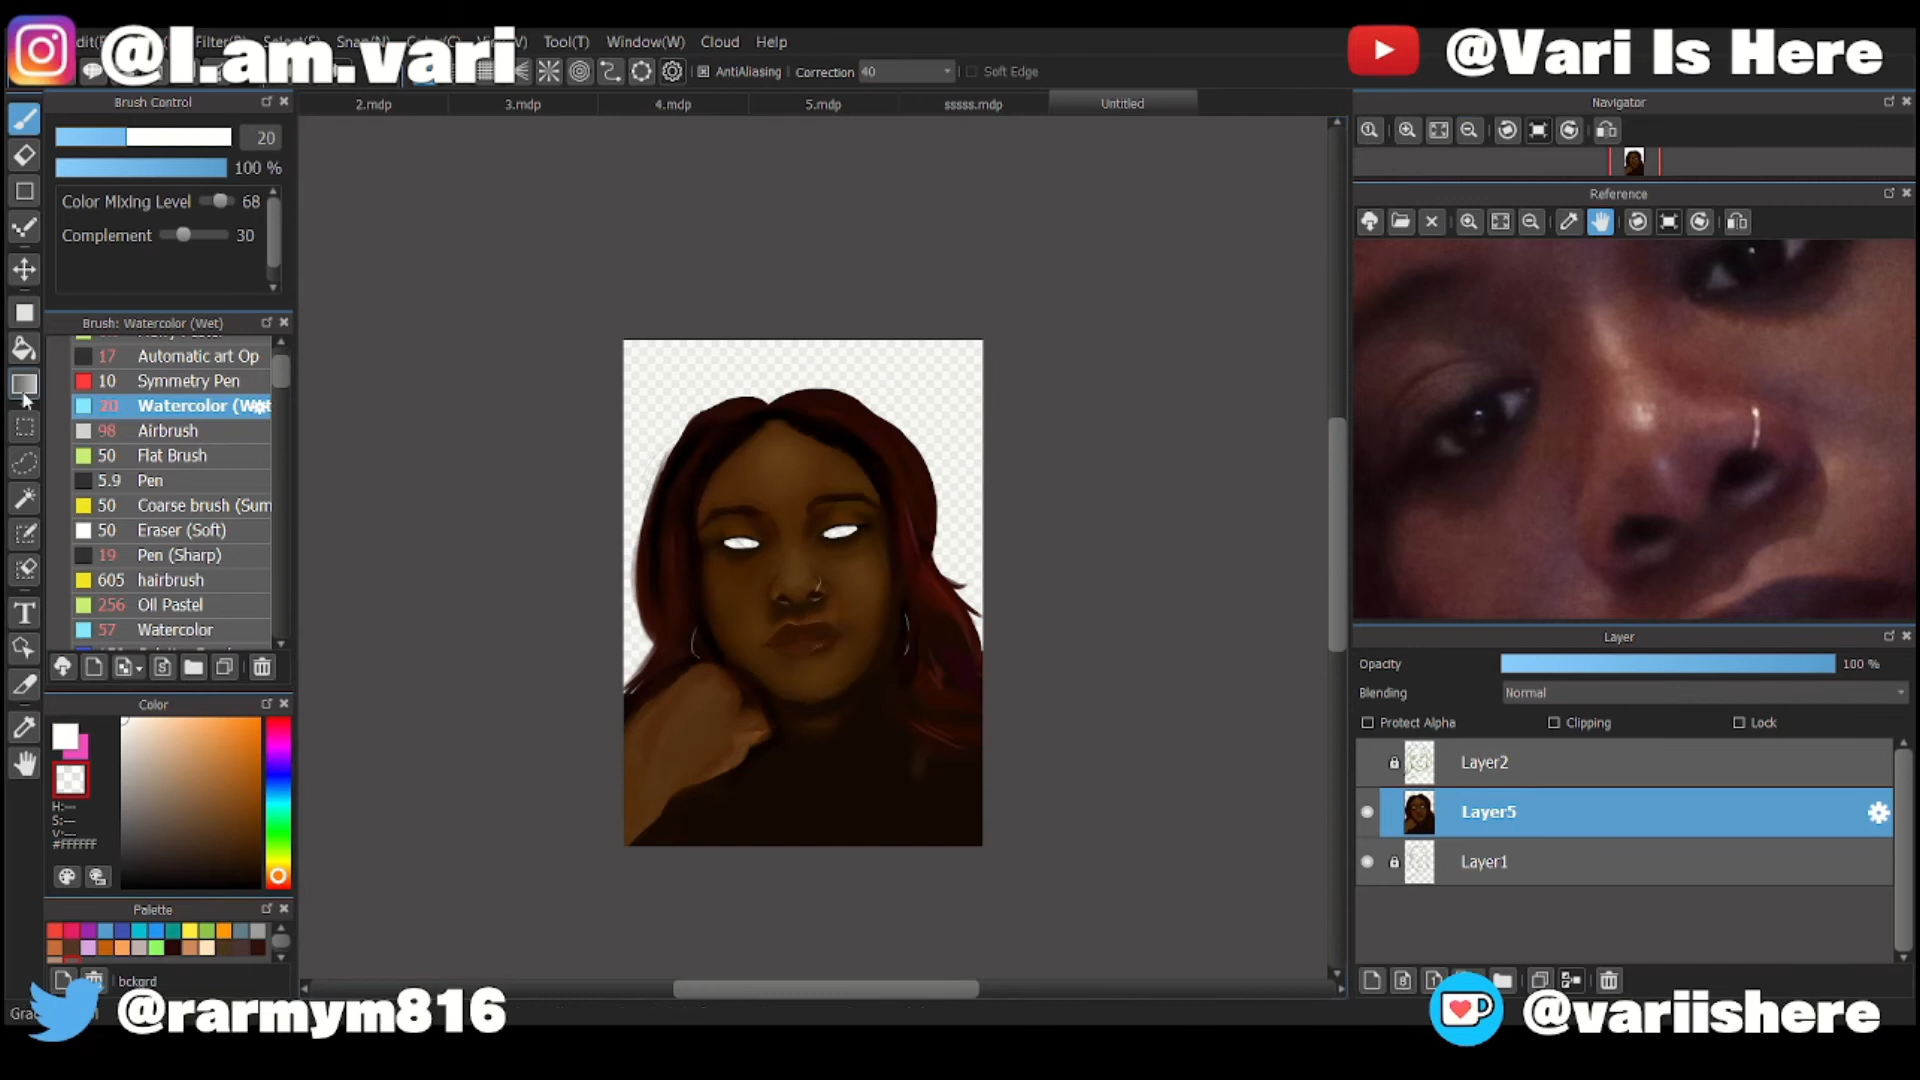 @I.am.vari
@Vari Is Here
Tool(T) Window(W) Cloud Help
AntiAliasing Correction 40 Soft Edge
Brush Control
2.mdp 3.mdp 4.mdp 5.mdp sssss.mdp Untitled
Navigator
20
100 %
Color Mixing Level 68
Complement 30
Reference
Brush: Watercolor (Wet)
17 Automatic art Op
10 Symmetry Pen
20 Watercolor (Wet
98 Airbrush
50 Flat Brush
5.9 Pen
50 Coarse brush (Sum
50 Eraser (Soft)
19 Pen (Sharp)
605 hairbrush
256 Oil Pastel
57 Watercolor
Layer
Opacity 100 %
Blending Normal
Protect Alpha Clipping Lock
Layer2
Layer5
Layer1
Color
H:---
S:---
V:---
#FFFFFF
Palette
bckgrd
@rarmym816
@variishere